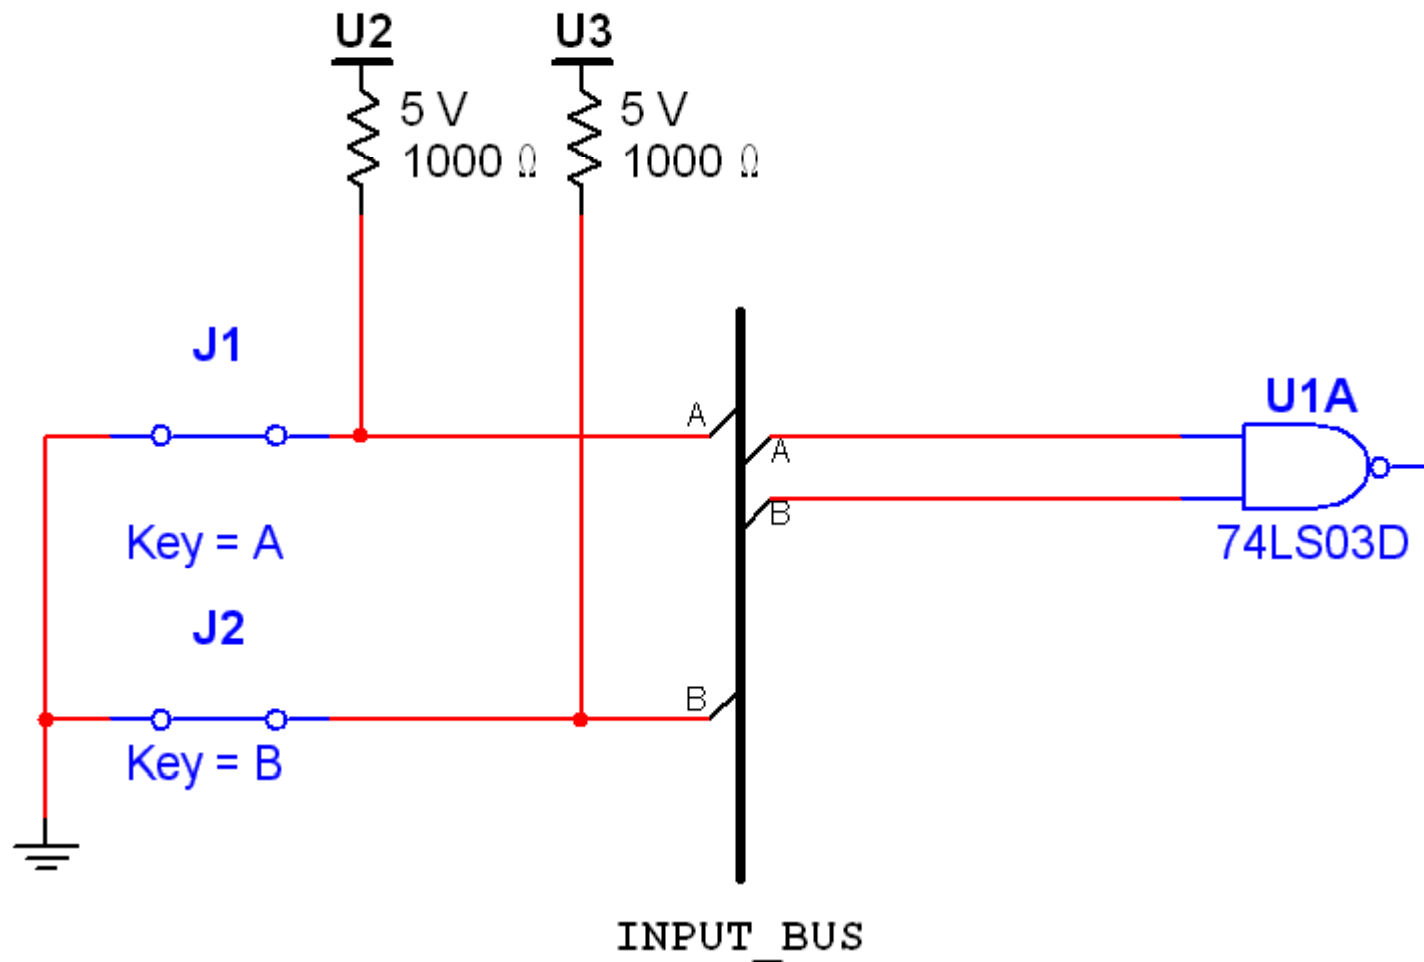 U2 U3
5 V 5 V
1000 Ω 1000 Ω
J1
A
U1A
A
B
Key = A
74LS03D
J2
B
Key = B
INPUT_BUS